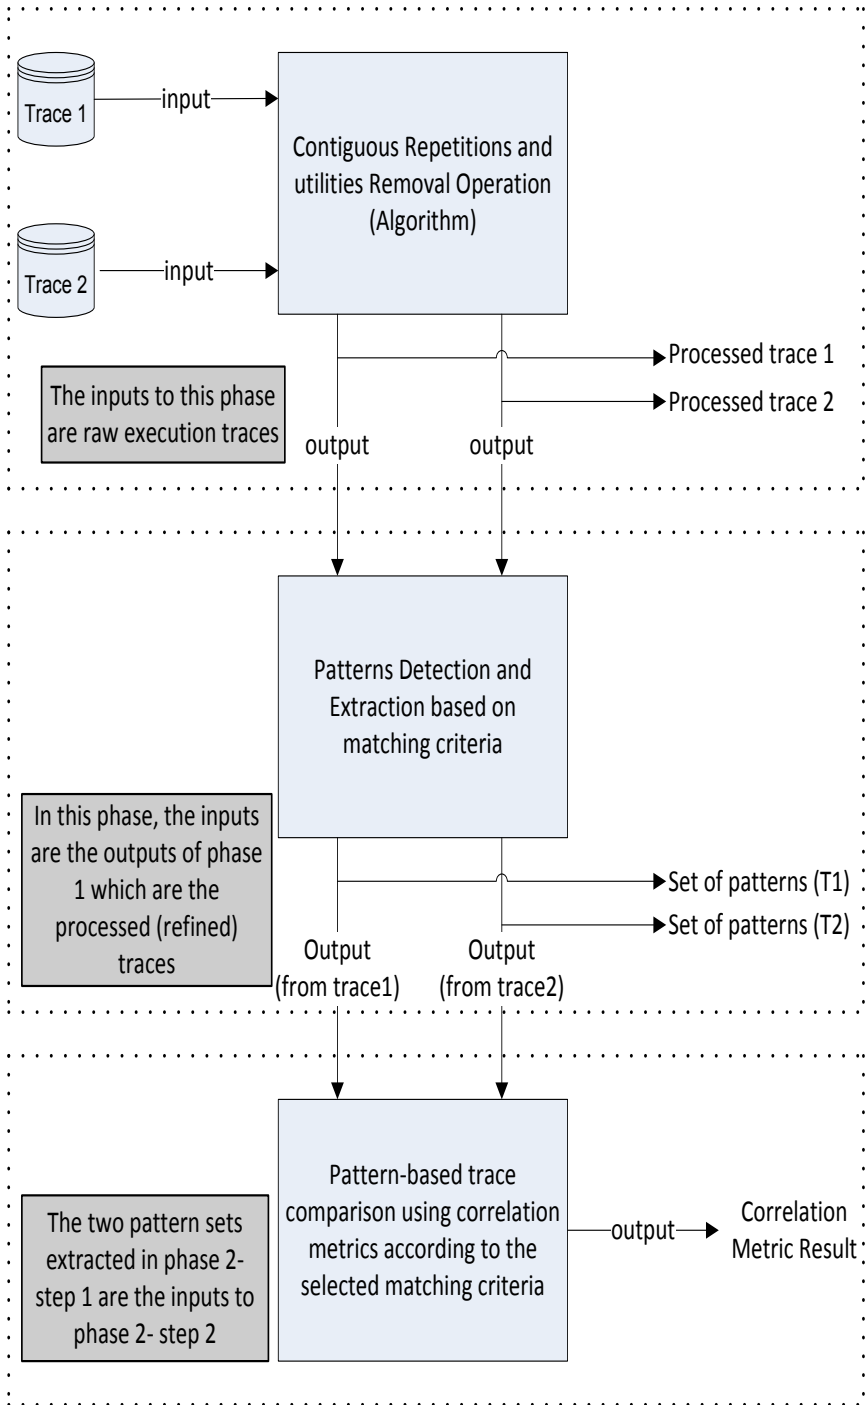 Trace 1
input
Contiguous Repetitions and
utilities Removal Operation
(Algorithm)
Trace 2
input
Processed trace 1
Processed trace 2
The inputs to this phase
are raw execution traces
output
output
Patterns Detection and
Extraction based on
matching criteria
In this phase, the inputs
are the outputs of phase
1 which are the
processed (refined)
traces
Set of patterns (T1)
Set of patterns (T2)
Output
(from trace1)
Output
(from trace2)
Pattern-based trace
comparison using correlation
metrics according to the
selected matching criteria
The two pattern sets
extracted in phase 2-
step 1 are the inputs to
phase 2- step 2
output
Correlation
Metric Result